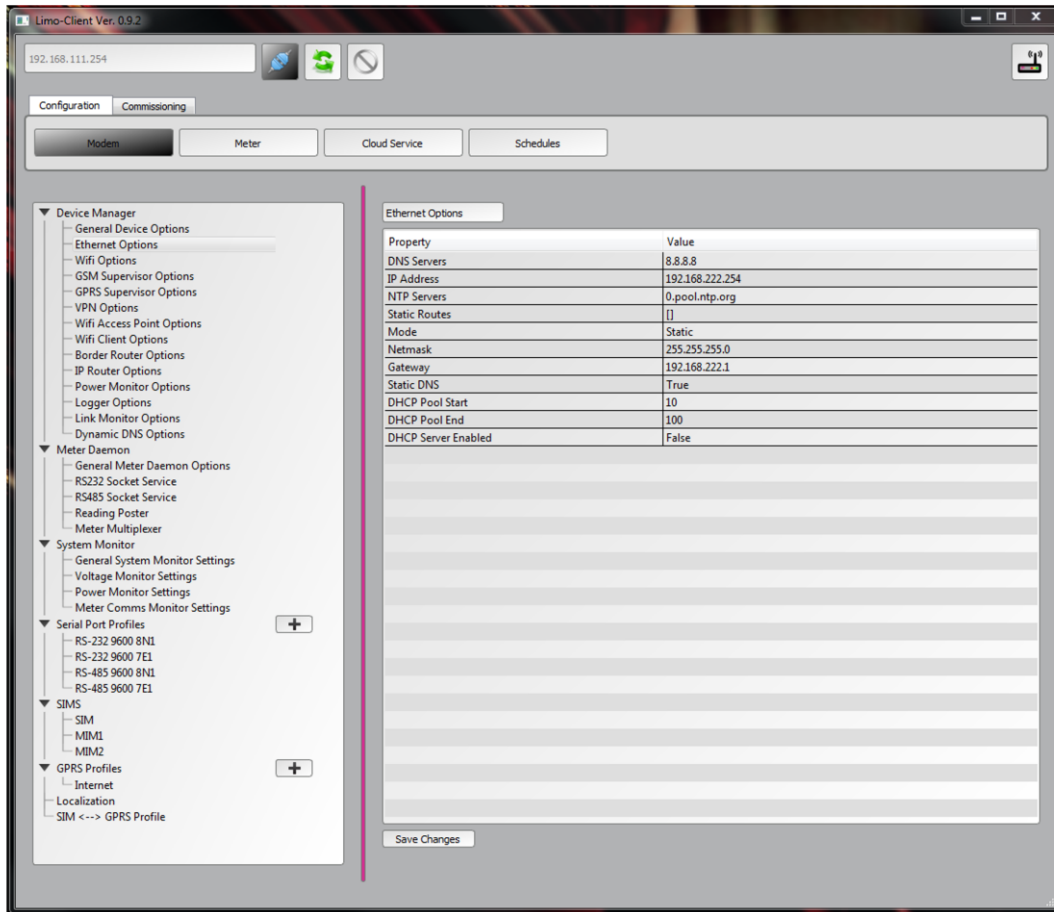 Limo-Client Ver. 0.9.2
192.168.111.254
Configuration
Commissioning
Modem
Meter
Cloud Service
Schedules
Device Manager
General Device Options
Ethernet Options
Wifi Options
GSM Supervisor Options
GPRS Supervisor Options
VPN Options
Wifi Access Point Options
Wifi Client Options
Border Router Options
IP Router Options
Power Monitor Options
Logger Options
Link Monitor Options
Dynamic DNS Options
Meter Daemon
General Meter Daemon Options
RS232 Socket Service
RS485 Socket Service
Reading Poster
Meter Multiplexer
System Monitor
General System Monitor Settings
Voltage Monitor Settings
Power Monitor Settings
Meter Comms Monitor Settings
Serial Port Profiles
RS-232 9600 8N1
RS-232 9600 7E1
RS-485 9600 8N1
RS-485 9600 7E1
SIMS
SIM
MIM1
MIM2
GPRS Profiles
Internet
Localization
SIM <--> GPRS Profile
Ethernet Options
Property Value
DNS Servers 8.8.8.8
IP Address 192.168.222.254
NTP Servers 0.pool.ntp.org
Static Routes []
Mode Static
Netmask 255.255.255.0
Gateway 192.168.222.1
Static DNS True
DHCP Pool Start 10
DHCP Pool End 100
DHCP Server Enabled False
Save Changes